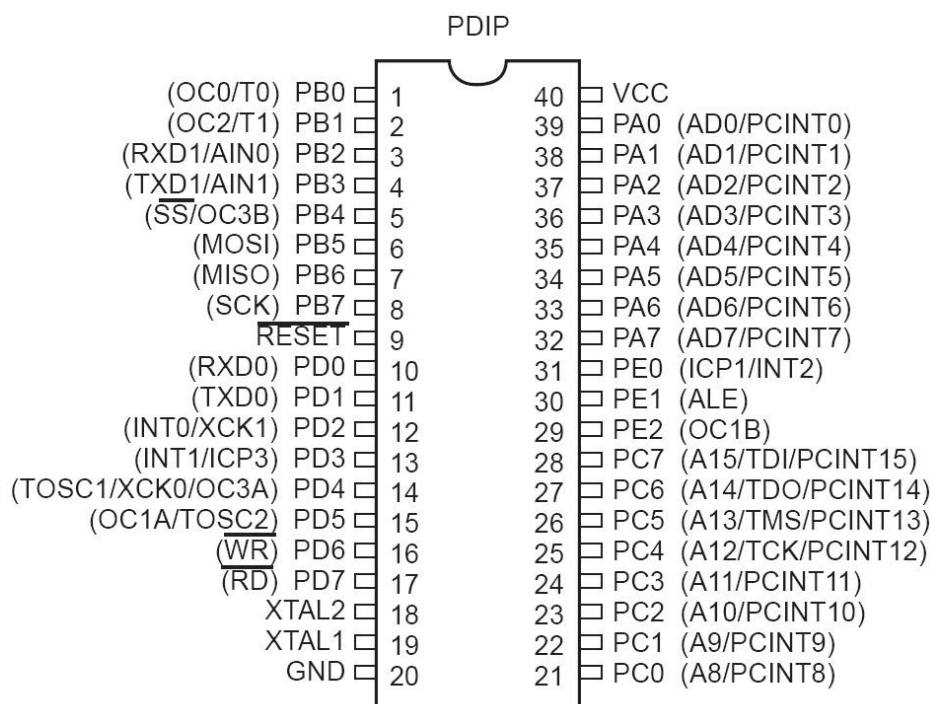 PDIP
(OC0/T0) PB0 1 40 VCC
(OC2/T1) PB1 2 39 PA0 (AD0/PCINT0)
(RXD1/AIN0) PB2 3 38 PA1 (AD1/PCINT1)
(TXD1/AIN1) PB3 4 37 PA2 (AD2/PCINT2)
(SS/OC3B) PB4 5 36 PA3 (AD3/PCINT3)
(MOSI) PB5 6 35 PA4 (AD4/PCINT4)
(MISO) PB6 7 34 PA5 (AD5/PCINT5)
(SCK) PB7 8 33 PA6 (AD6/PCINT6)
RESET 9 32 PA7 (AD7/PCINT7)
(RXD0) PD0 10 31 PE0 (ICP1/INT2)
(TXD0) PD1 11 30 PE1 (ALE)
(INT0/XCK1) PD2 12 29 PE2 (OC1B)
(INT1/ICP3) PD3 13 28 PC7 (A15/TDI/PCINT15)
(TOSC1/XCK0/OC3A) PD4 14 27 PC6 (A14/TDO/PCINT14)
(OC1A/TOSC2) PD5 15 26 PC5 (A13/TMS/PCINT13)
(WR) PD6 16 25 PC4 (A12/TCK/PCINT12)
(RD) PD7 17 24 PC3 (A11/PCINT11)
XTAL2 18 23 PC2 (A10/PCINT10)
XTAL1 19 22 PC1 (A9/PCINT9)
GND 20 21 PC0 (A8/PCINT8)